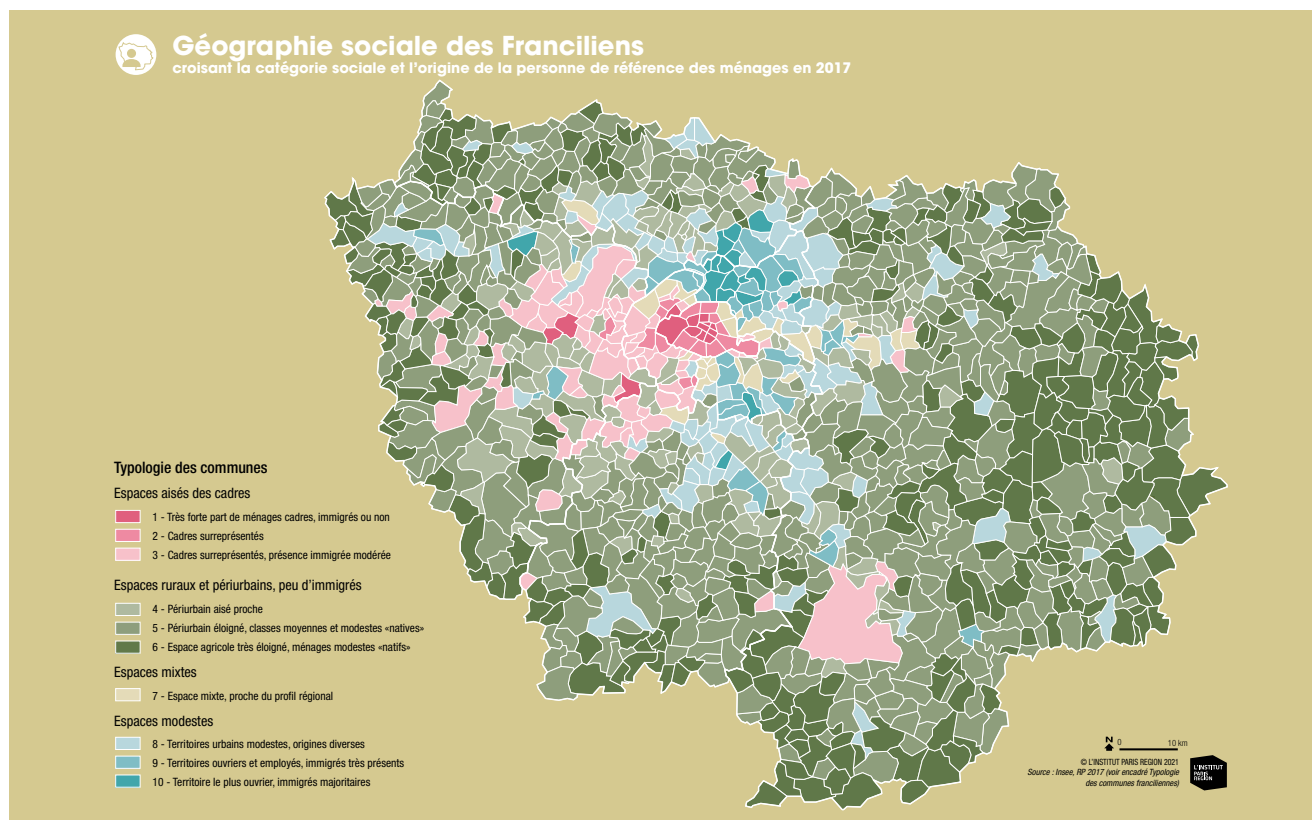 Géographie sociale des Franciliens
croisant la catégorie sociale et l'origine de la personne de référence des ménages en 2017
Typologie des communes
Espaces aisés des cadres
1 - Très forte part de ménages cadres, immigrés ou non
2 - Cadres surreprésentés
3 - Cadres surreprésentés, présence immigrée modérée
Espaces ruraux et périurbains, peu d'immigrés
4 - Périurbain aisé proche
5 - Périurbain éloigné, classes moyennes et modestes «natives»
6 - Espace agricole très éloigné, ménages modestes «natifs»
Espaces mixtes
7 - Espace mixte, proche du profil régional
Espaces modestes
8 - Territoires urbains modestes, origines diverses
9 - Territoires ouvriers et employés, immigrés très présents
10 - Territoire le plus ouvrier, immigrés majoritaires
N 0 10 km
© L'INSTITUT PARIS REGION 2021
Source : Insee, RP 2017 (voir encadré Typologie
des communes franciliennes)
L'INSTITUT
PARIS
REGION